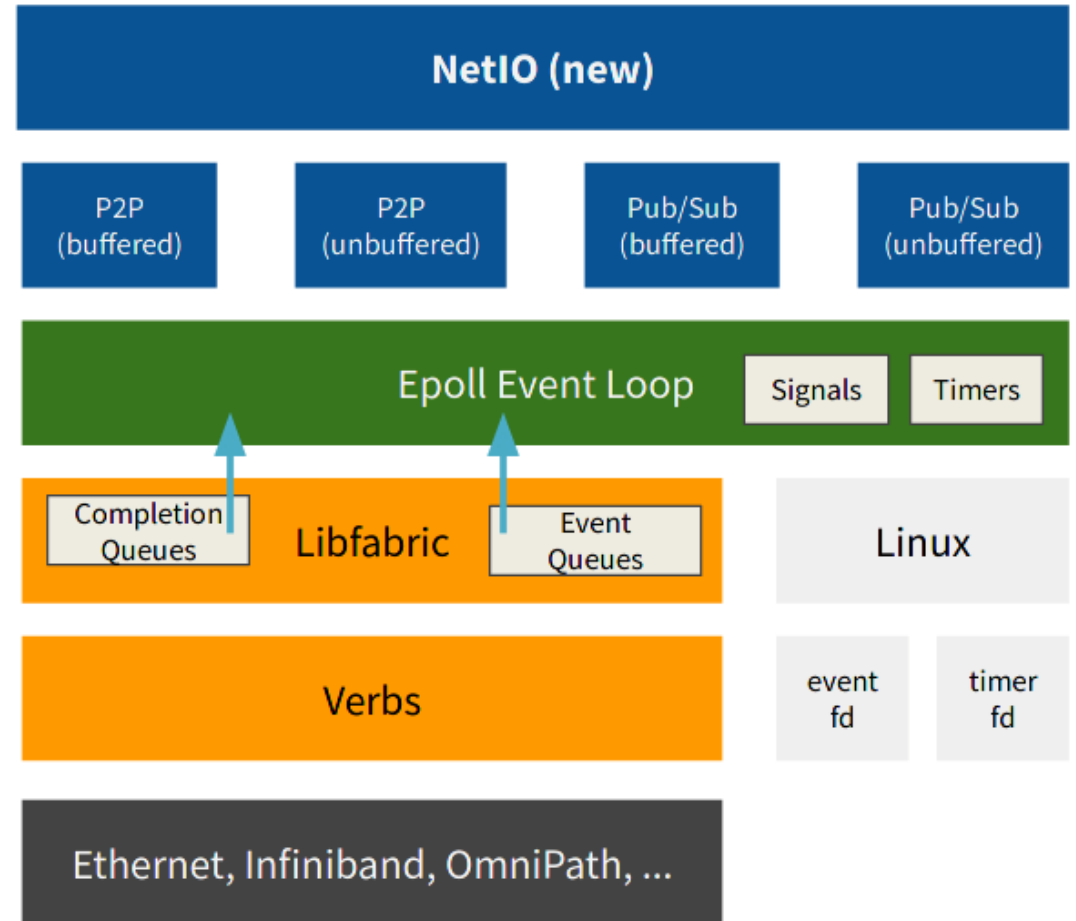 NetIO (new)
P2P
(buffered)
P2P
(unbuffered)
Pub/Sub
(buffered)
Pub/Sub
(unbuffered)
Epoll Event Loop
Signals
Timers
Completion
Queues
Libfabric
Event
Queues
Linux
Verbs
event
fd
timer
fd
Ethernet, Infiniband, OmniPath, ...